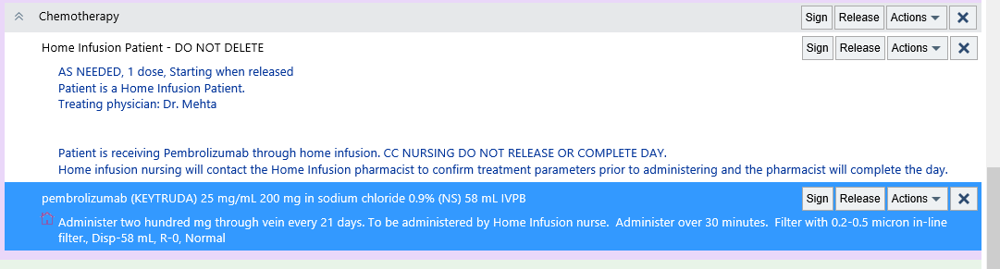 Chemotherapy Sign Release Actions
Home Infusion Patient - DO NOT DELETE Sign Release Actions
AS NEEDED, 1 dose, Starting when released
Patient is a Home Infusion Patient.
Treating physician: Dr. Mehta
Patient is receiving Pembrolizumab through home infusion. CC NURSING DO NOT RELEASE OR COMPLETE DAY.
Home infusion nursing will contact the Home Infusion pharmacist to confirm treatment parameters prior to administering and the pharmacist will complete the day.
pembrolizumab (KEYTRUDA) 25 mg/mL 200 mg in sodium chloride 0.9% (NS) 58 mL IVPB Sign Release Actions
Administer two hundred mg through vein every 21 days. To be administered by Home Infusion nurse. Administer over 30 minutes. Filter with 0.2-0.5 micron in-line
filter., Disp-58 mL, R-0, Normal